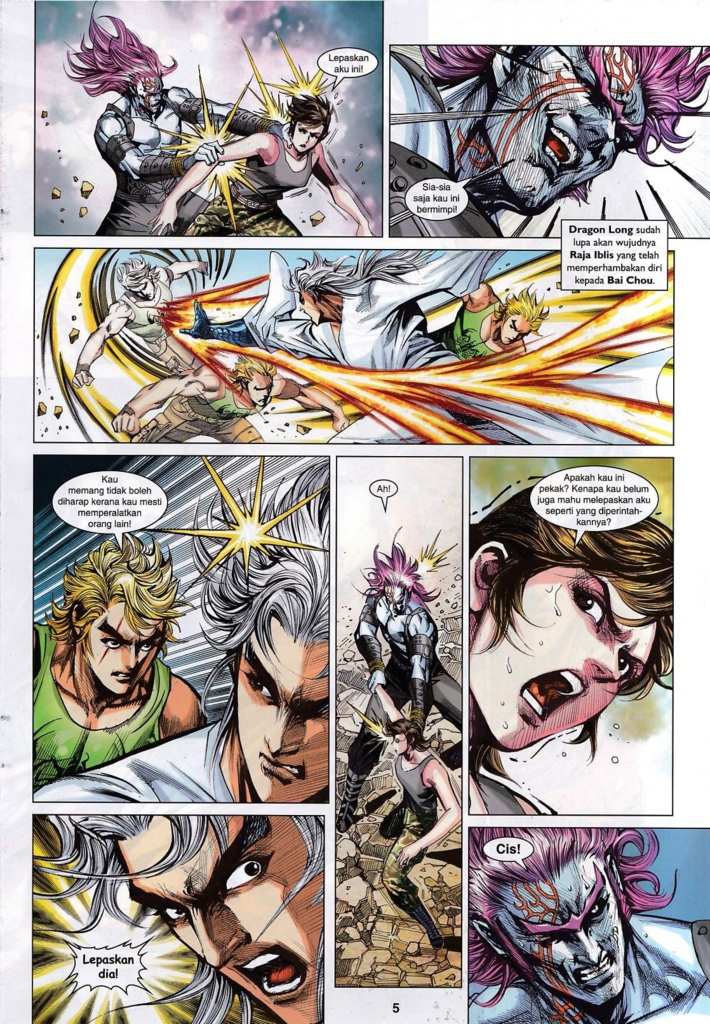 Lepaskan
aku ini!
Sia-sia
saja kau ini
bermimpi!
Dragon Long sudah
lupa akan wujudnya
Raja Iblis yang telah
memperhambakan diri
kepada Bai Chou.
Kau
memang tidak boleh
diharap kerana kau mesti
memperalatkan
orang lain!
Ah!
Apakah kau ini
pekak? Kenapa kau belum
juga mahu melepaskan aku
seperti yang diperintah-
kannya?
Lepaskan
dia!
Cis!
5